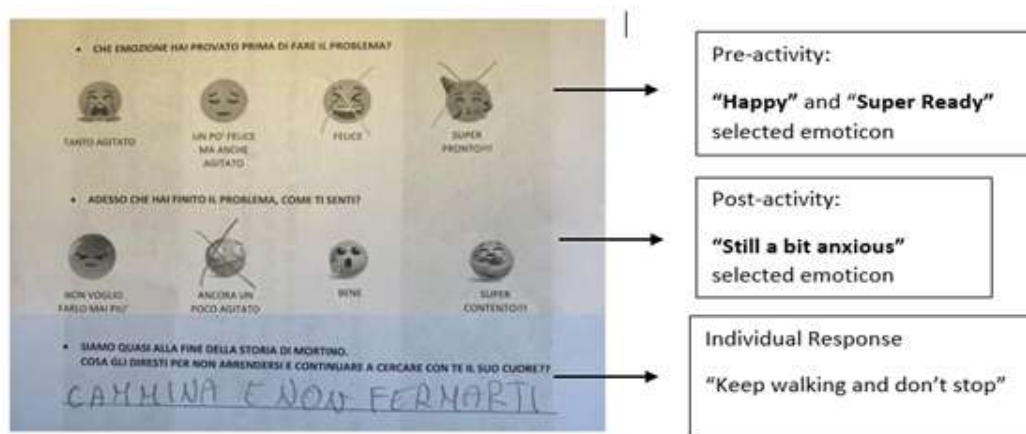 • CHE EMOZIONE HAI PROVATO PRIMA DI FARE IL PROBLEMA?
TANTO AGITATO
UN PO' FELICE
MA ANCHE
AGITATO
FELICE
SUPER
PRONTO!!!
• ADESSO CHE HAI FINITO IL PROBLEMA, COME TI SENTI?
NON VOGLIO
FARLO MAI PIU'
ANCORA UN
POCO AGITATO
BENE
SUPER
CONTENTO!!!
• SIAMO QUASI ALLA FINE DELLA STORIA DI MORTINO.
COSA GLI DIRESTI PER NON ARRENDERSI E CONTINUARE A CERCARE CON TE IL SUO CUORE??
CAMMINA E NON FERMARTI
Pre-activity:
“Happy” and “Super Ready”
selected emoticon
Post-activity:
“Still a bit anxious”
selected emoticon
Individual Response
“Keep walking and don’t stop”